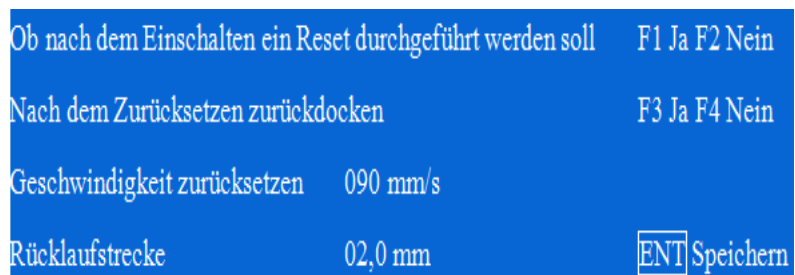 Ob nach dem Einschalten ein Reset durchgeführt werden soll F1 Ja F2 Nein
Nach dem Zurücksetzen zurückdocken F3 Ja F4 Nein
Geschwindigkeit zurücksetzen 090 mm/s
Rücklaufstrecke 02,0 mm ENT Speichern